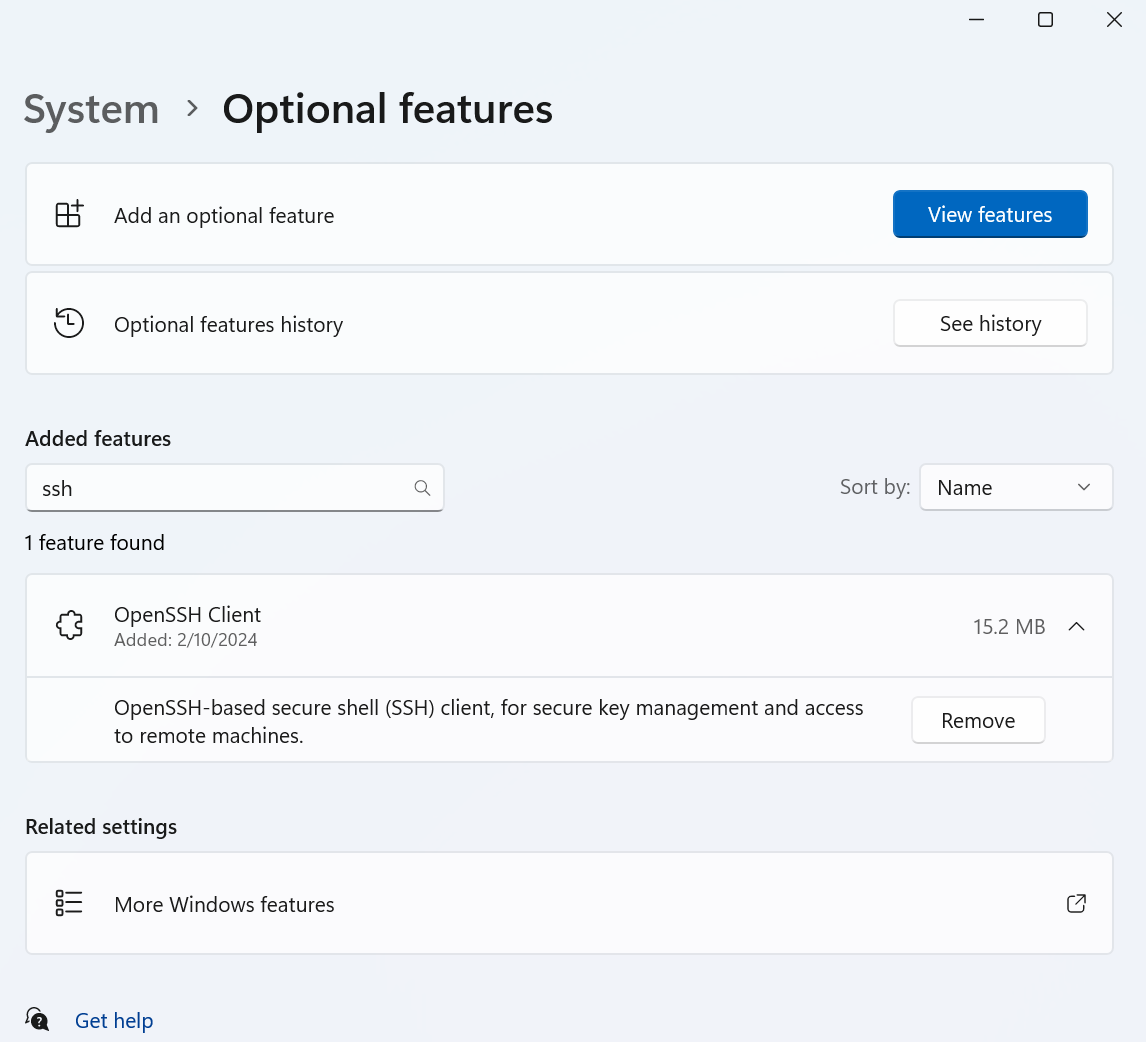 System > Optional features
Add an optional feature
View features
Optional features history
See history
Added features
ssh
Sort by:
Name
1 feature found
OpenSSH Client
Added: 2/10/2024
15.2 MB
OpenSSH-based secure shell (SSH) client, for secure key management and access
to remote machines.
Remove
Related settings
More Windows features
Get help